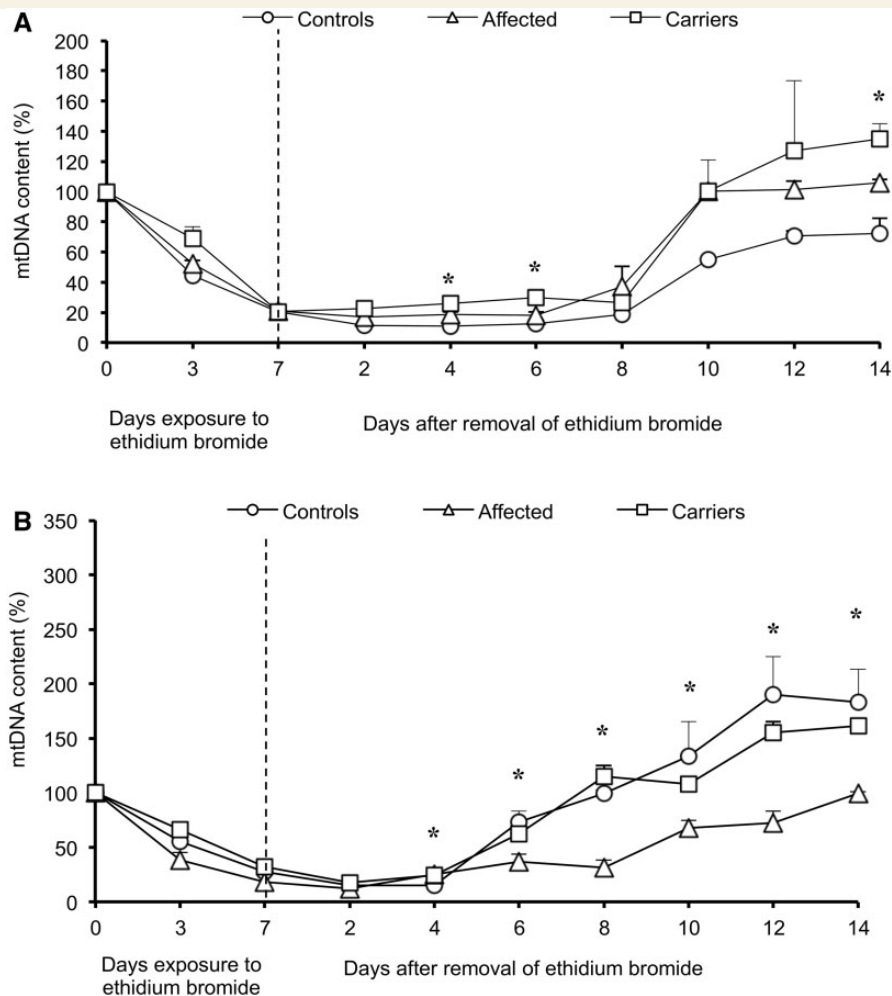 A
Controls Affected Carriers
200
180
160
140
120
100
80
60
40
20
0
mtDNA content (%)
* * *
0 3 7 2 4 6 8 10 12 14
Days exposure to
ethidium bromide
Days after removal of ethidium bromide
B
Controls Affected Carriers
350
300
250
200
150
100
50
0
mtDNA content (%)
* * * * * *
0 3 7 2 4 6 8 10 12 14
Days exposure to
ethidium bromide
Days after removal of ethidium bromide